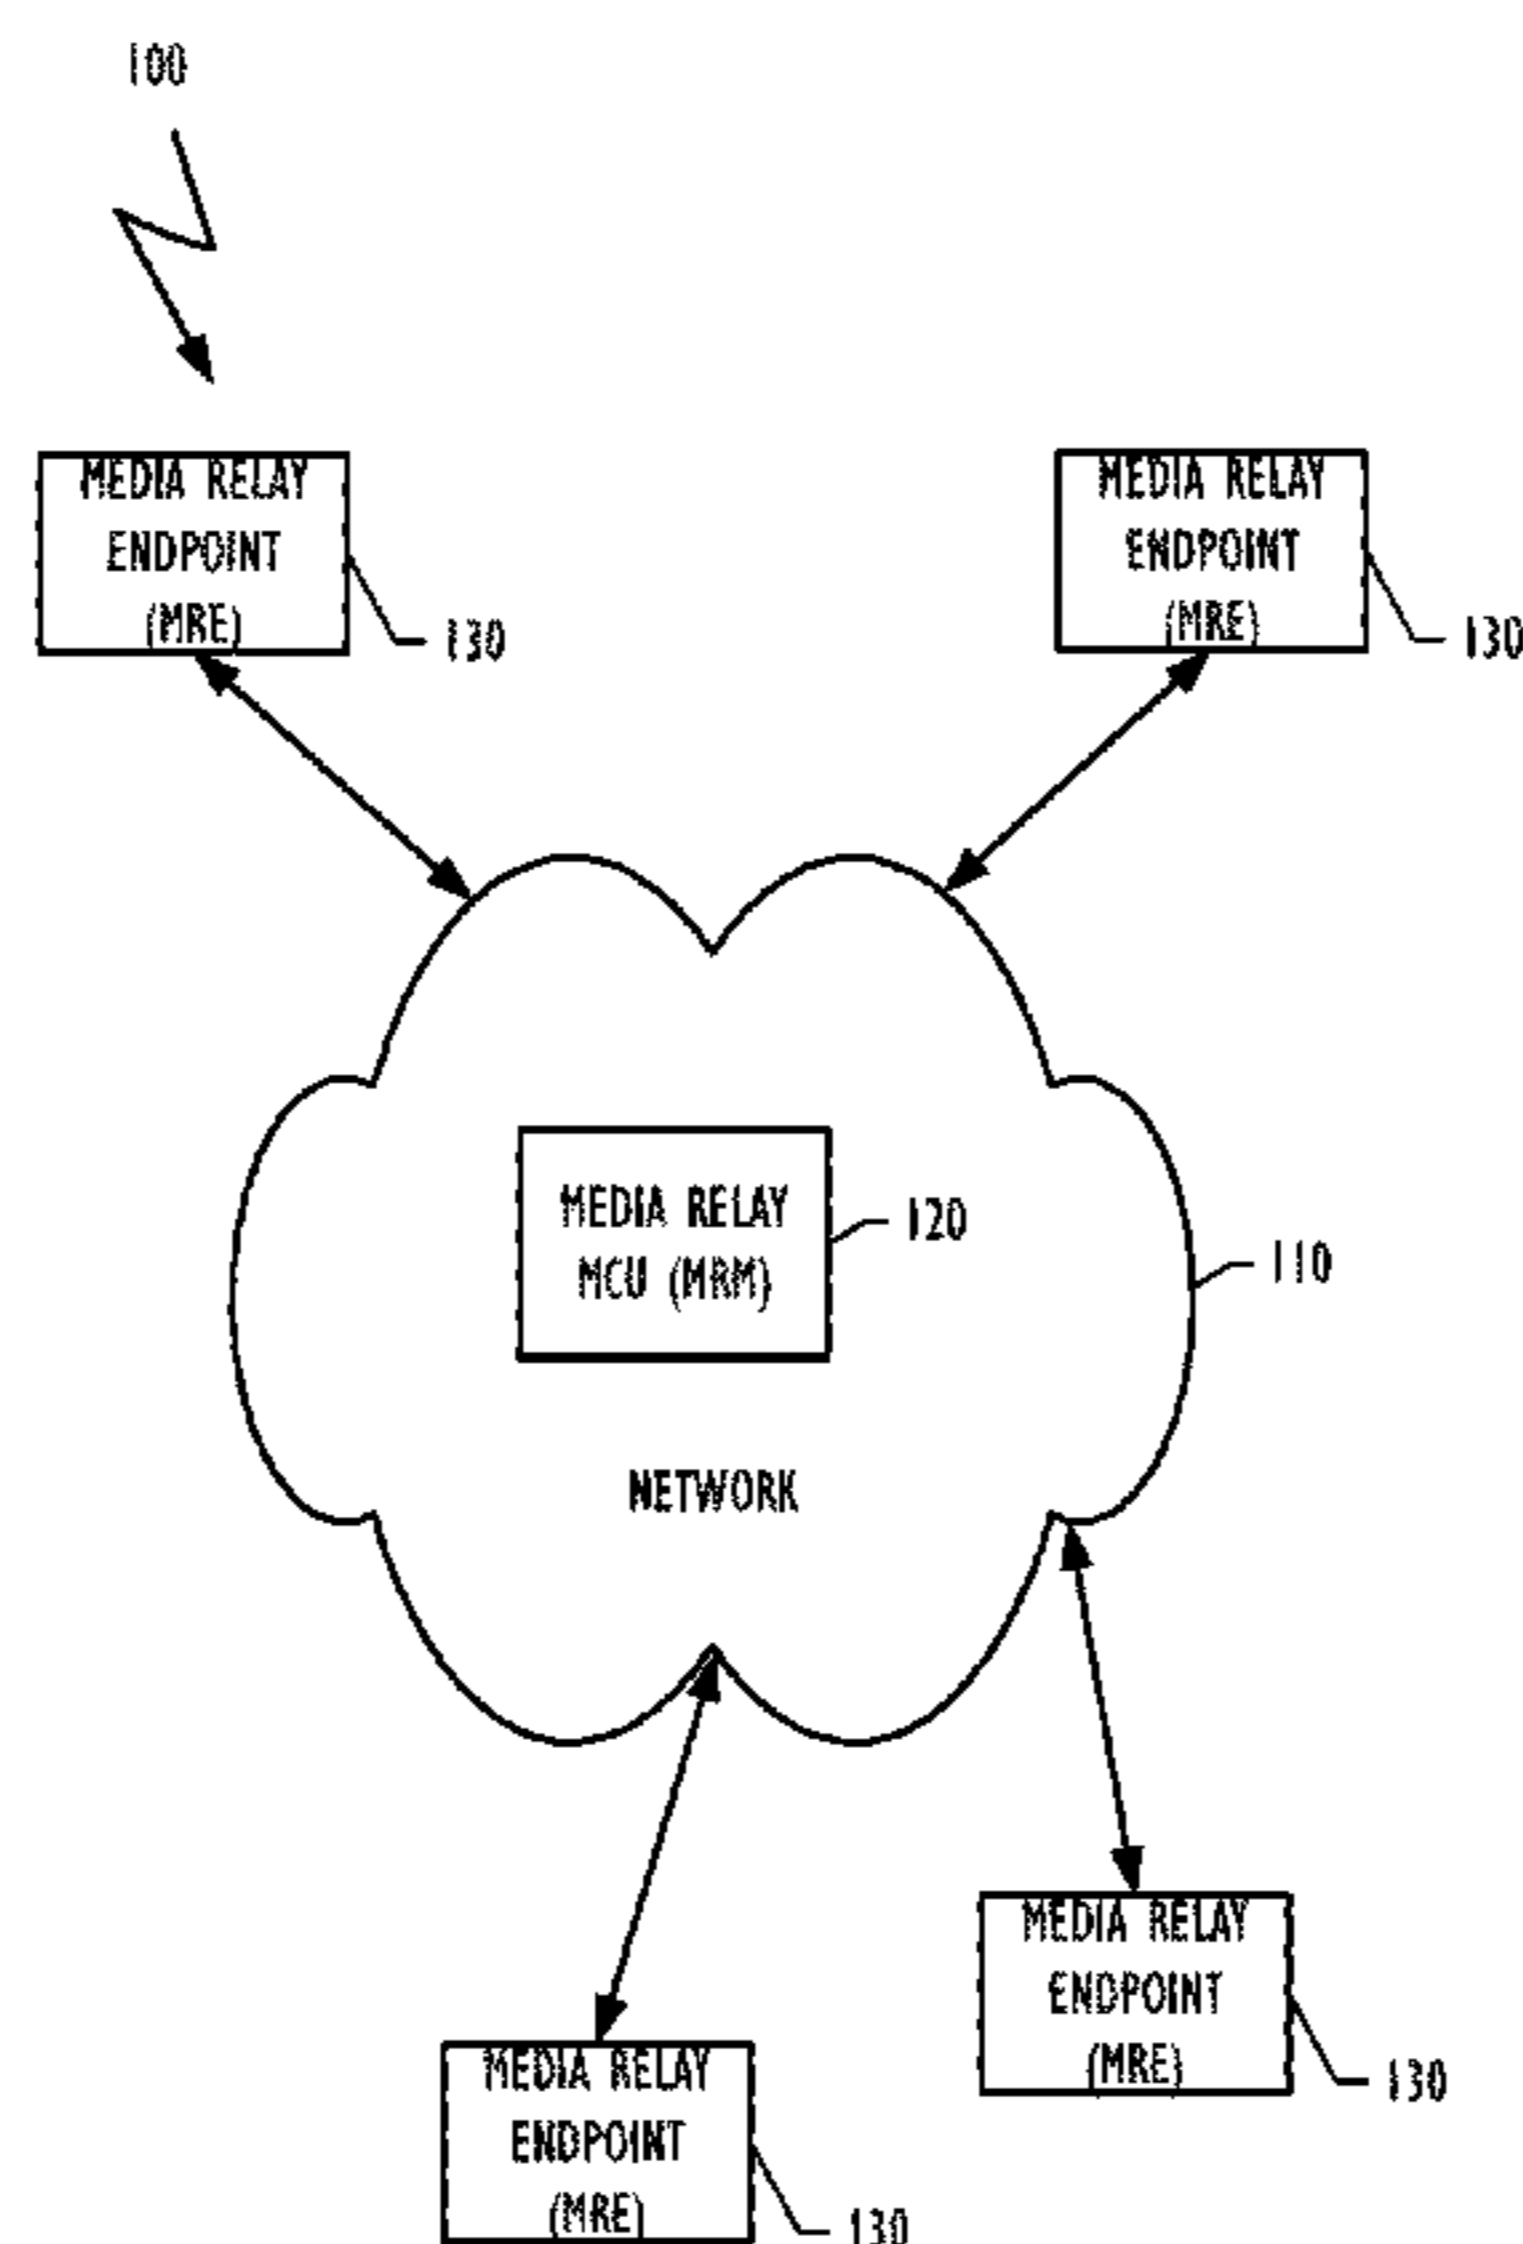 100
MEDIA RELAY
ENDPOINT
(MRE)
130
MEDIA RELAY
ENDPOINT
(MRE)
130
MEDIA RELAY
MCU (MRM)
120
110
NETWORK
MEDIA RELAY
ENDPOINT
(MRE)
130
MEDIA RELAY
ENDPOINT
(MRE)
130